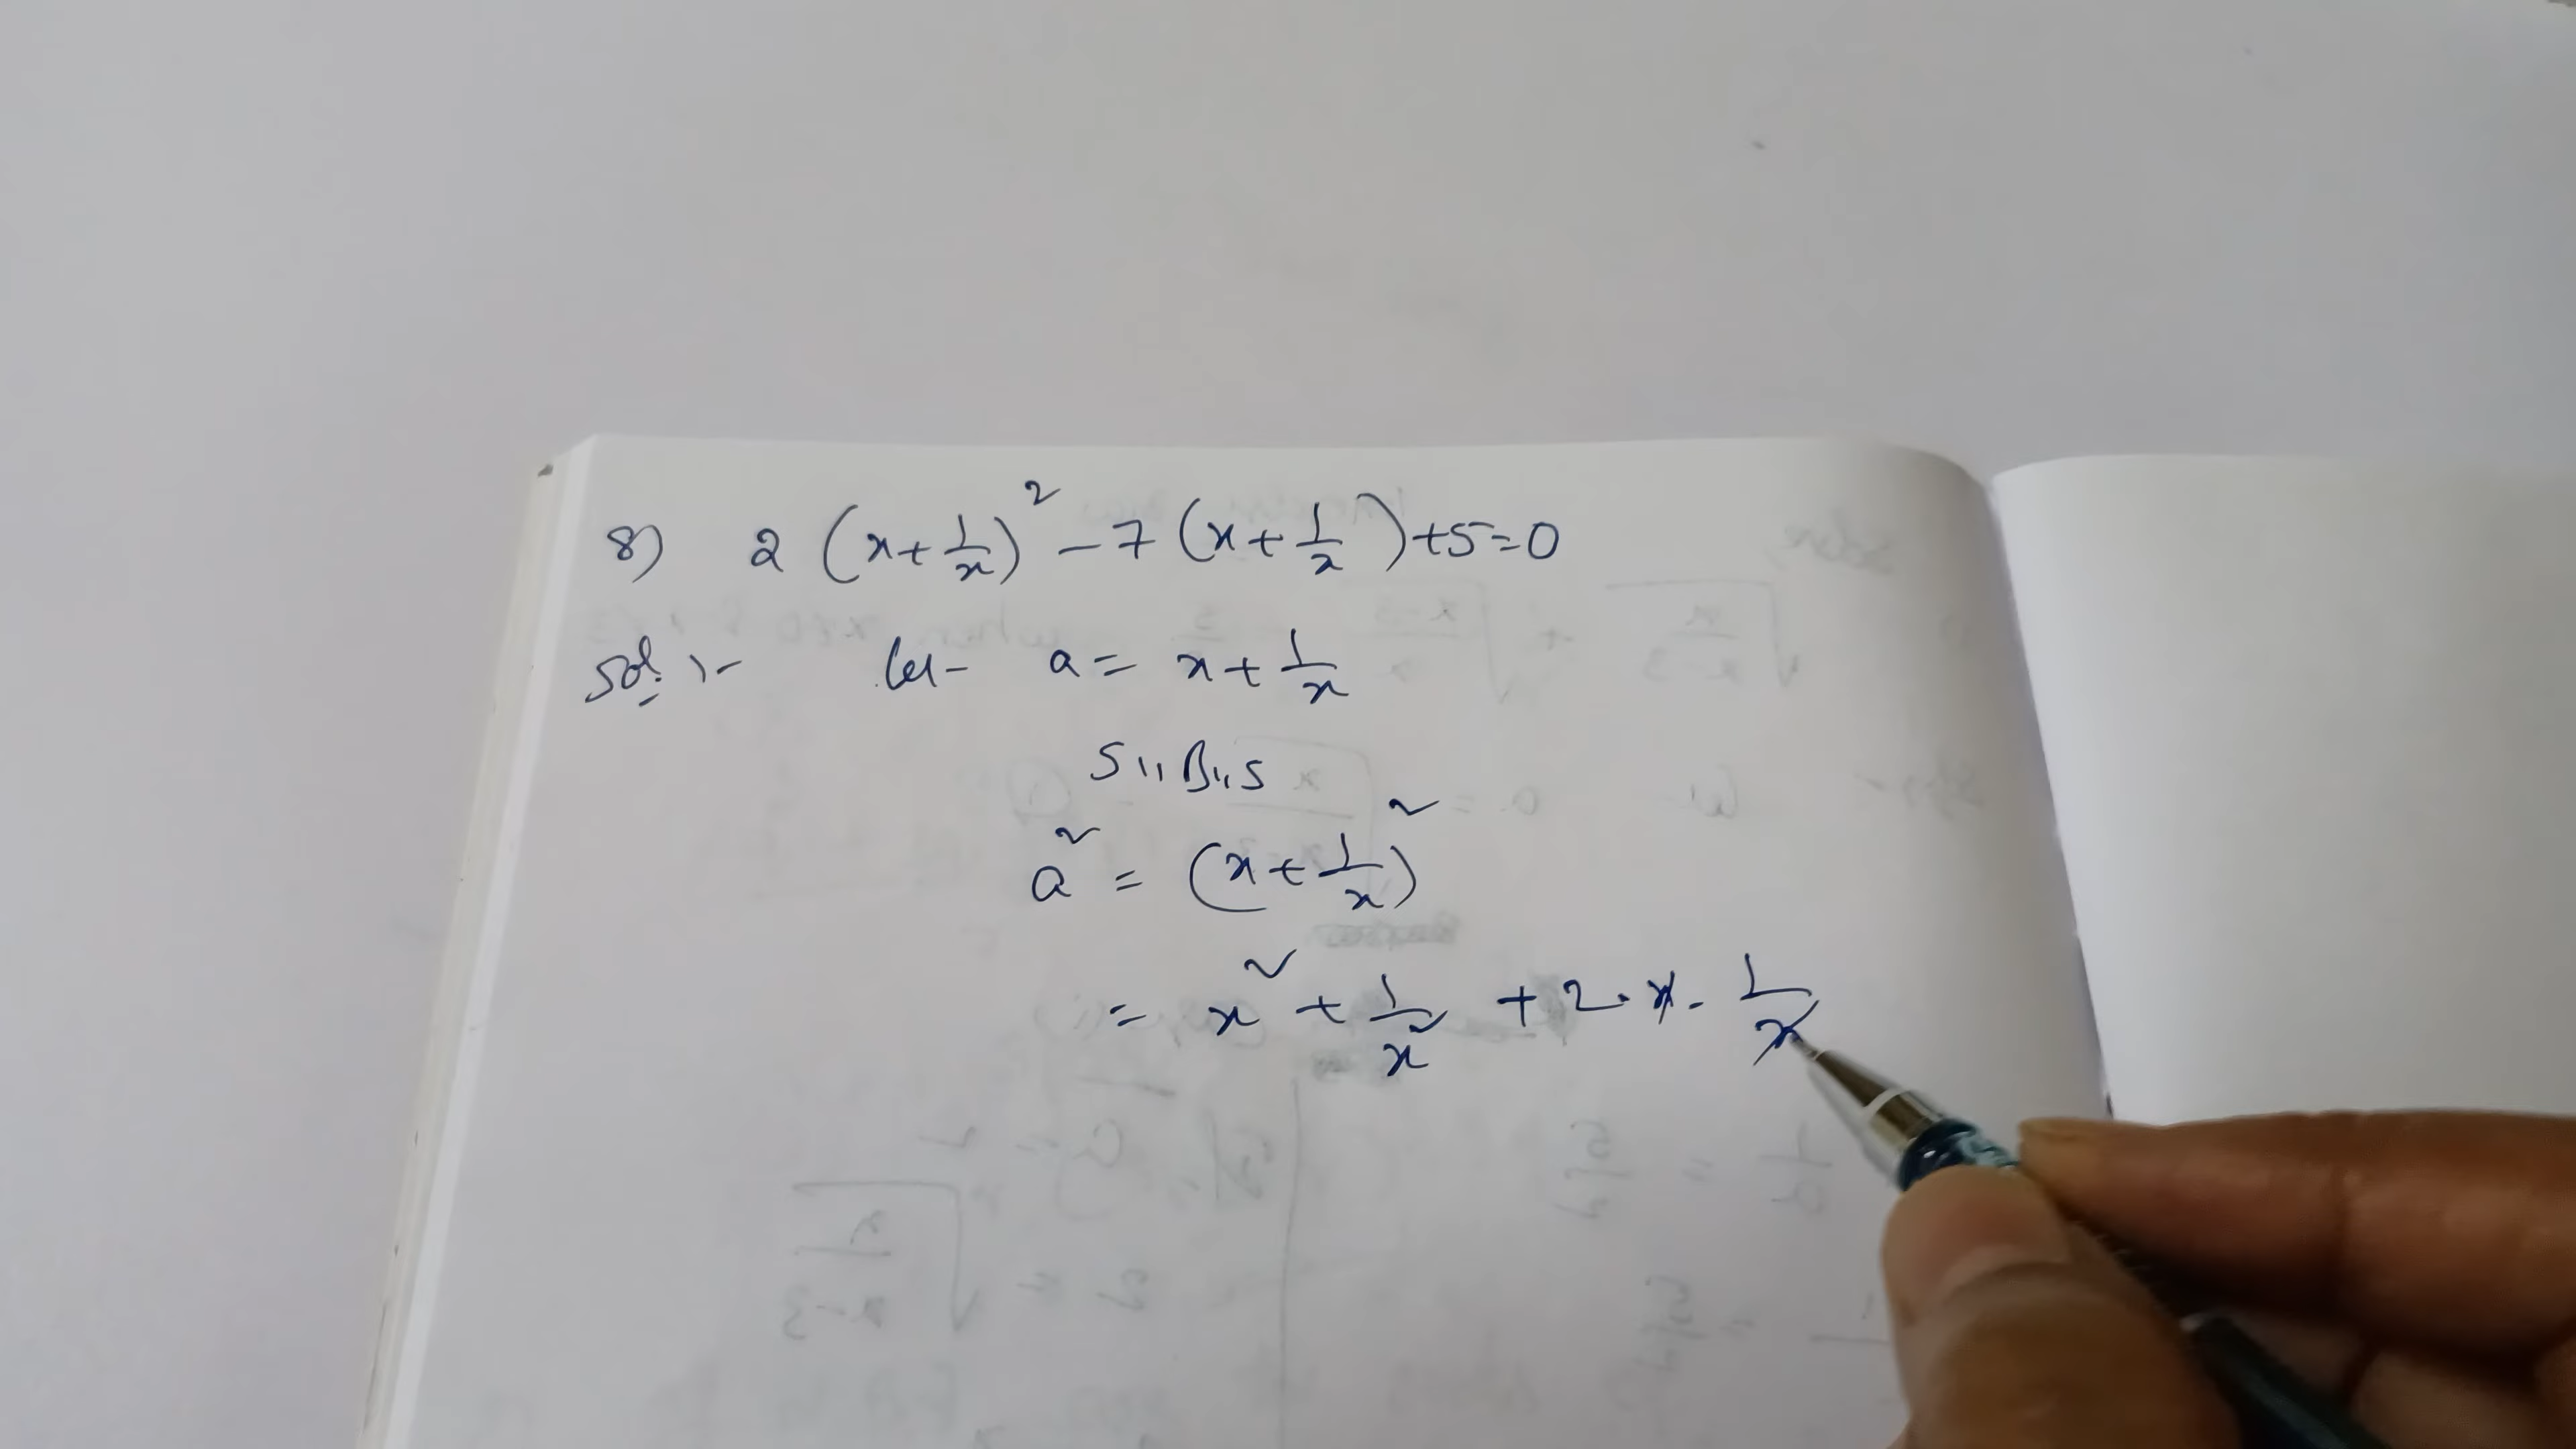 8) 2 (x + 1/x)² - 7 (x + 1/x) + 5 = 0
Sol :- Let a = x + 1/x
S〃B〃S
a² = (x + 1/x)²
= x² + 1/x² + 2 · x · 1/x